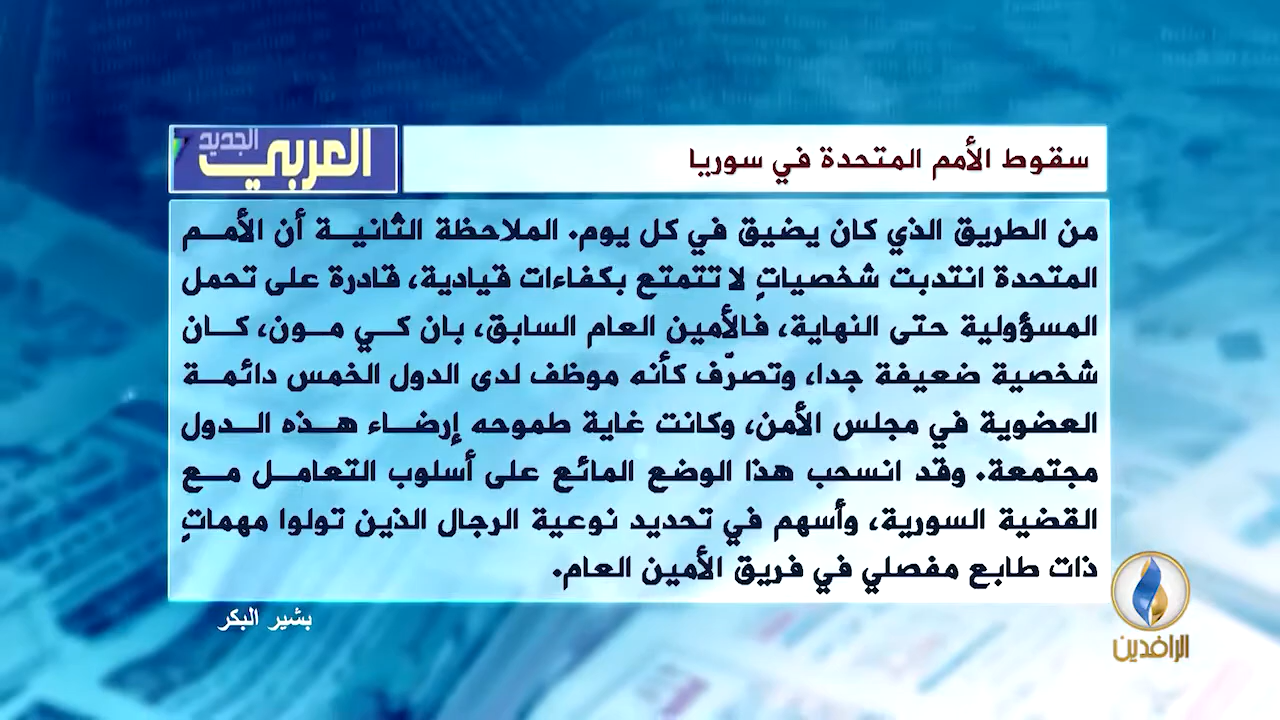 سقوط الأمم المتحدة في سوريا
العربي الجديد
من الطريق الذي كان يضيق في كل يوم. الملاحظة الثانية أن الأمم
المتحدة انتدبت شخصياتٍ لا تتمتع بكفاءات قيادية، قادرة على تحمل
المسؤولية حتى النهاية، فالأمين العام السابق، بان كي مون، كان
شخصية ضعيفة جدا، وتصرّف كأنه موظف لدى الدول الخمس دائمة
العضوية في مجلس الأمن، وكانت غاية طموحه إرضاء هذه الدول
مجتمعة. وقد انسحب هذا الوضع المائع على أسلوب التعامل مع
القضية السورية، وأسهم في تحديد نوعية الرجال الذين تولوا مهماتٍ
ذات طابع مفصلي في فريق الأمين العام.
بشير البكر
الرافدين